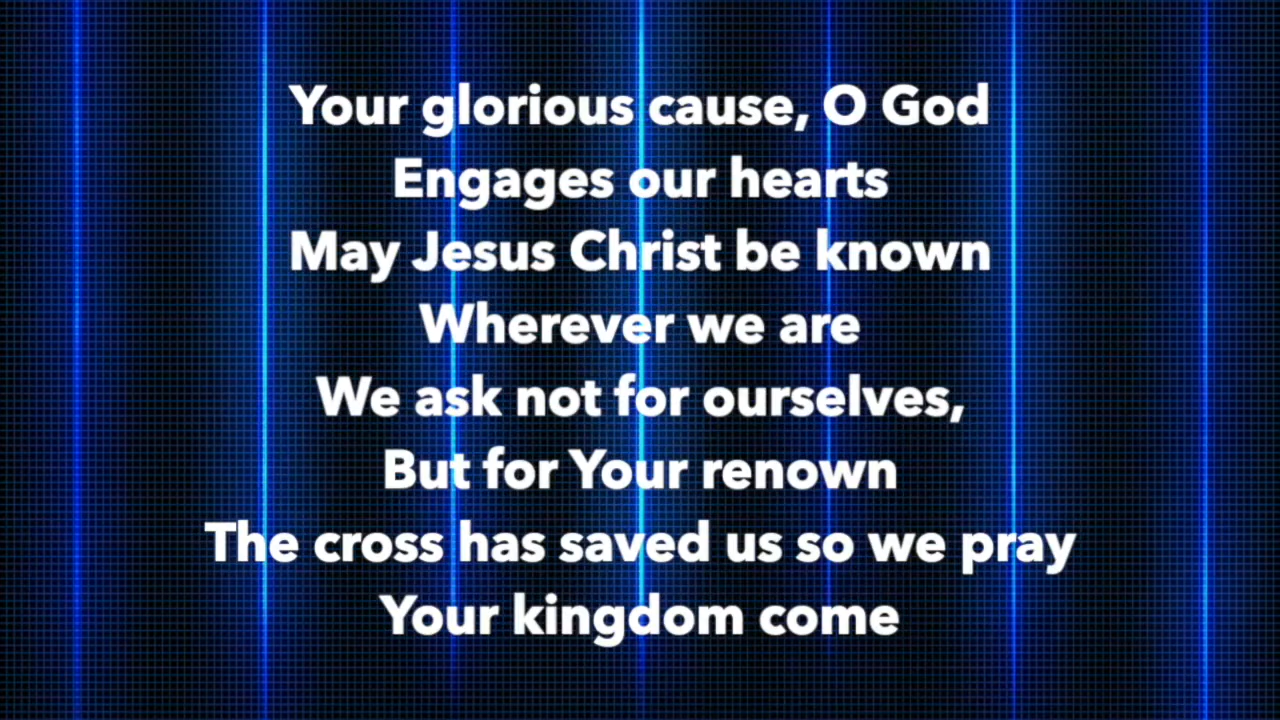 Your glorious cause, O God
Engages our hearts
May Jesus Christ be known
Wherever we are
We ask not for ourselves,
But for Your renown
The cross has saved us so we pray
Your kingdom come